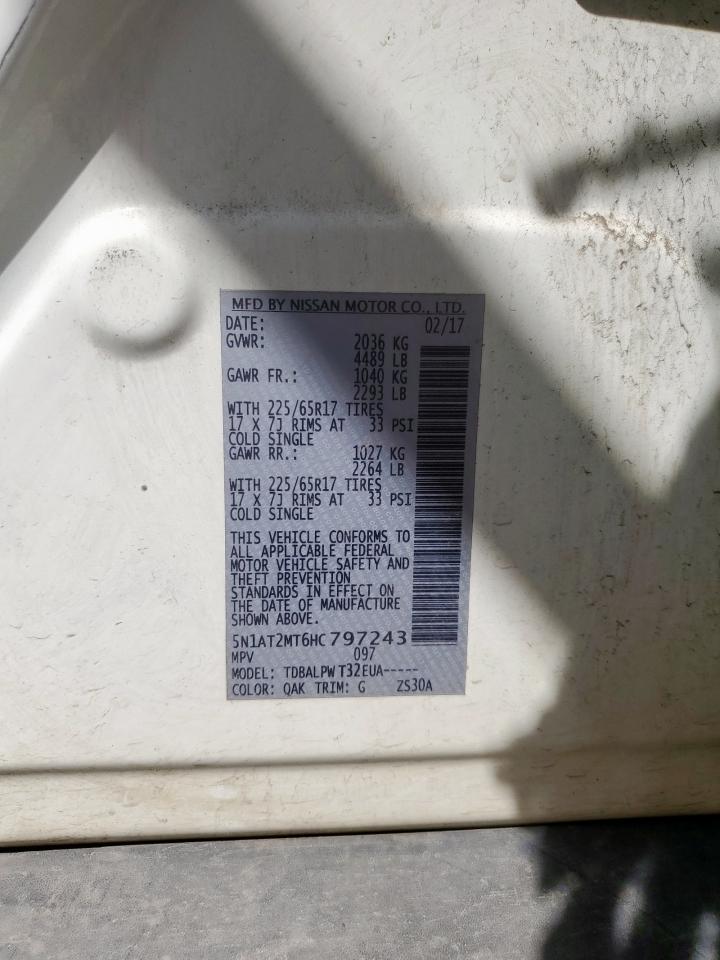 MFD BY NISSAN MOTOR CO., LTD.
DATE: 02/17
GVWR: 2036 KG
4489 LB
GAWR FR.: 1040 KG
2293 LB
WITH 225/65R17 TIRES
17 X 7J RIMS AT 33 PSI
COLD SINGLE
GAWR RR.: 1027 KG
2264 LB
WITH 225/65R17 TIRES
17 X 7J RIMS AT 33 PSI
COLD SINGLE
THIS VEHICLE CONFORMS TO
ALL APPLICABLE FEDERAL
MOTOR VEHICLE SAFETY AND
THEFT PREVENTION
STANDARDS IN EFFECT ON
THE DATE OF MANUFACTURE
SHOWN ABOVE.
5N1AT2MT6HC797243
MPV 097
MODEL: TDBALPW T32EUA-----
COLOR: QAK TRIM: G ZS30A